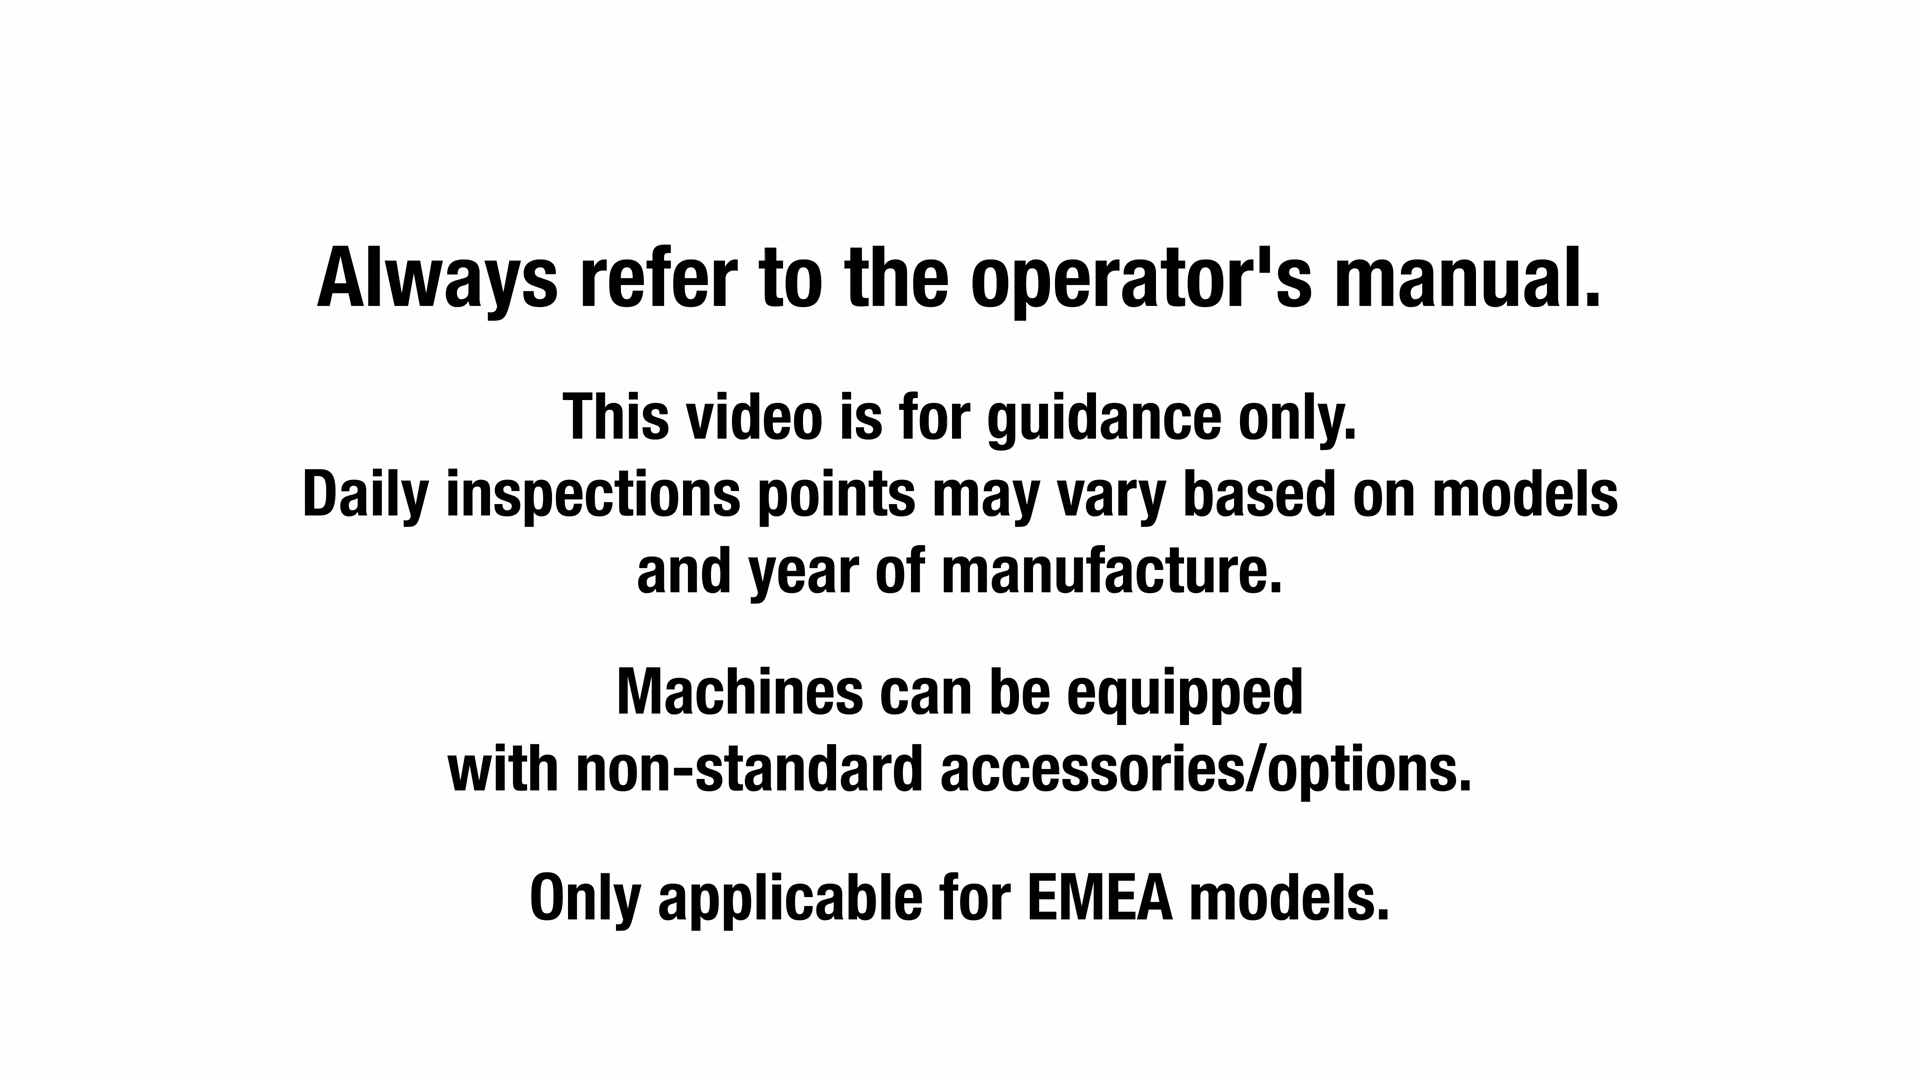 Always refer to the operator's manual.
This video is for guidance only.
Daily inspections points may vary based on models
and year of manufacture.
Machines can be equipped
with non-standard accessories/options.
Only applicable for EMEA models.